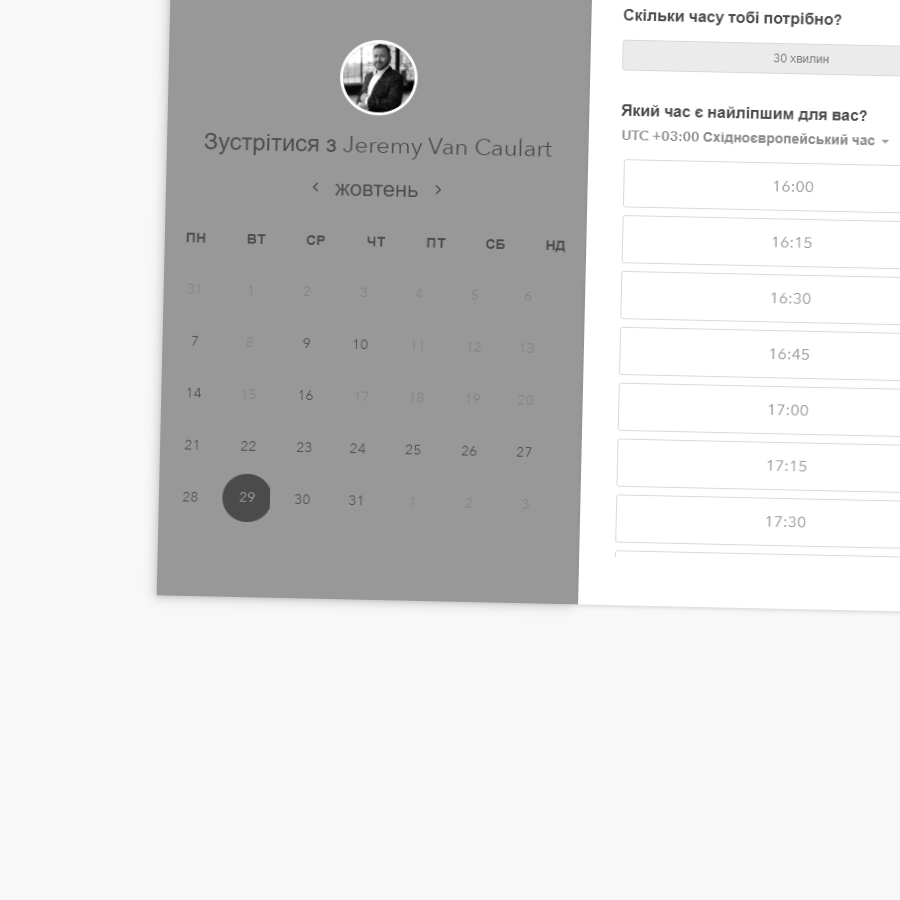 Зустрітися з Jeremy Van Caulart
жовтень
ПН ВТ СР ЧТ ПТ СБ НД
31 1 2 3 4 5 6
7 8 9 10 11 12 13
14 15 16 17 18 19 20
21 22 23 24 25 26 27
28 29 30 31 1 2 3
Скільки часу тобі потрібно?
30 хвилин
Який час є найліпшим для вас?
UTC +03:00 Східноєвропейський час
16:00
16:15
16:30
16:45
17:00
17:15
17:30